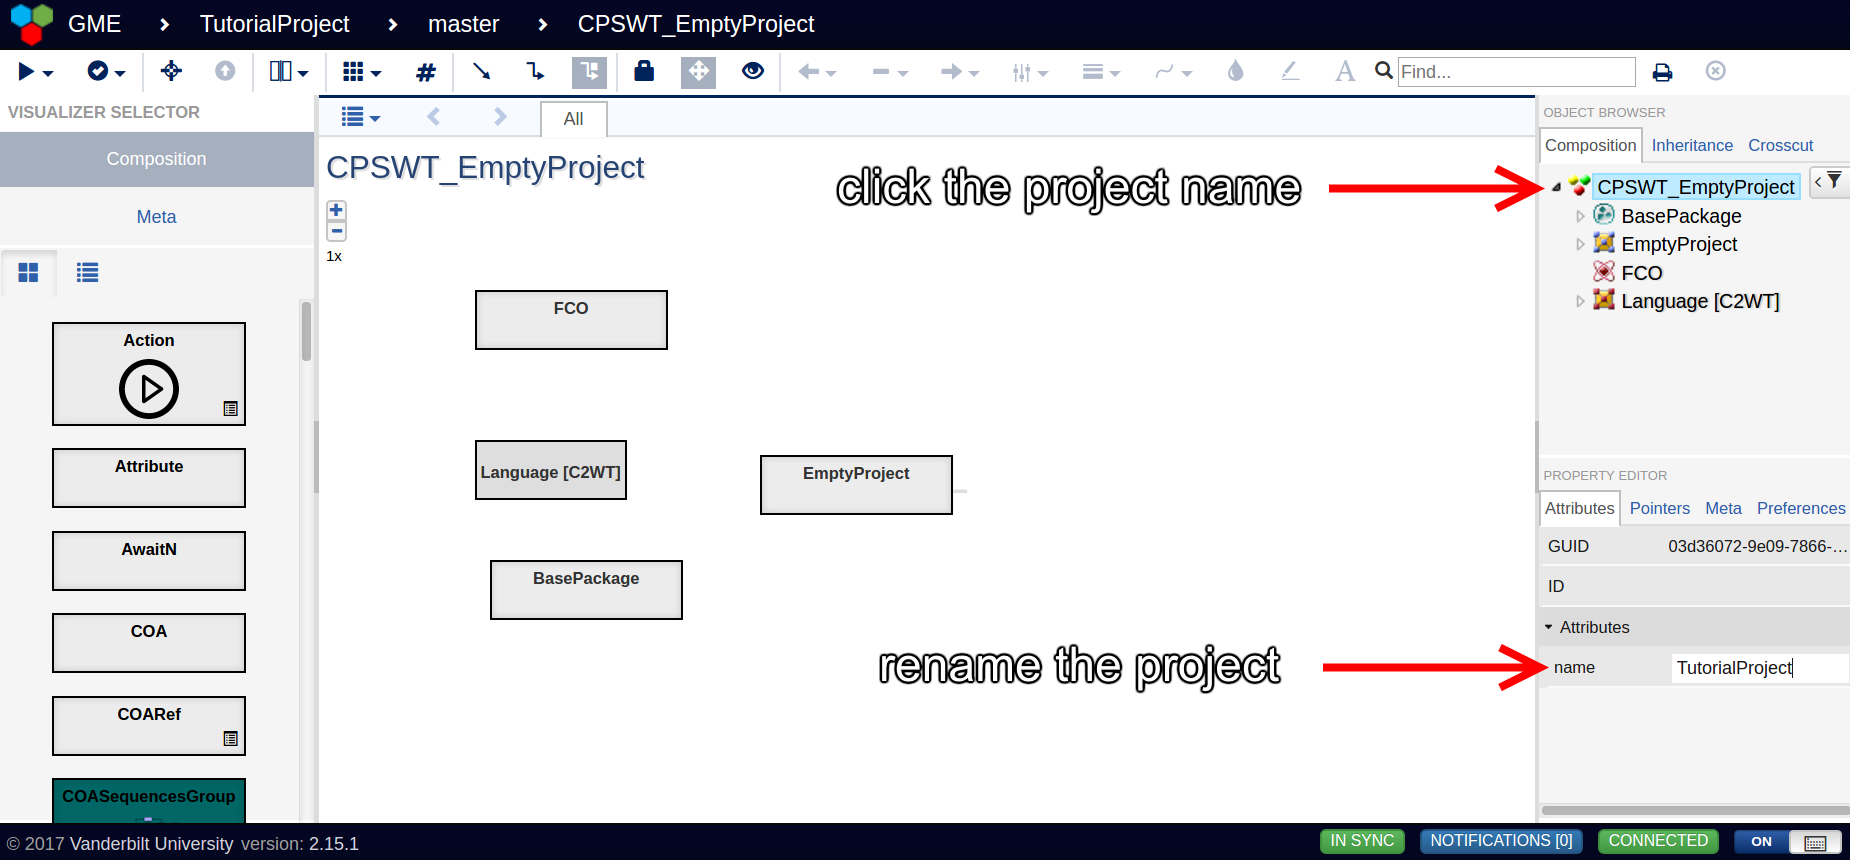 GME > TutorialProject > master > CPSWT_EmptyProject
Find...
VISUALIZER SELECTOR
Composition
Meta
Action
Attribute
AwaitN
COA
COARef
COASequencesGroup
All
CPSWT_EmptyProject
+
−
1x
FCO
Language [C2WT]
EmptyProject
BasePackage
click the project name
rename the project
OBJECT BROWSER
Composition Inheritance Crosscut
CPSWT_EmptyProject
BasePackage
EmptyProject
FCO
Language [C2WT]
PROPERTY EDITOR
Attributes Pointers Meta Preferences
GUID 03d36072-9e09-7866-...
ID
Attributes
name TutorialProject
© 2017 Vanderbilt University version: 2.15.1
IN SYNC NOTIFICATIONS [0] CONNECTED ON